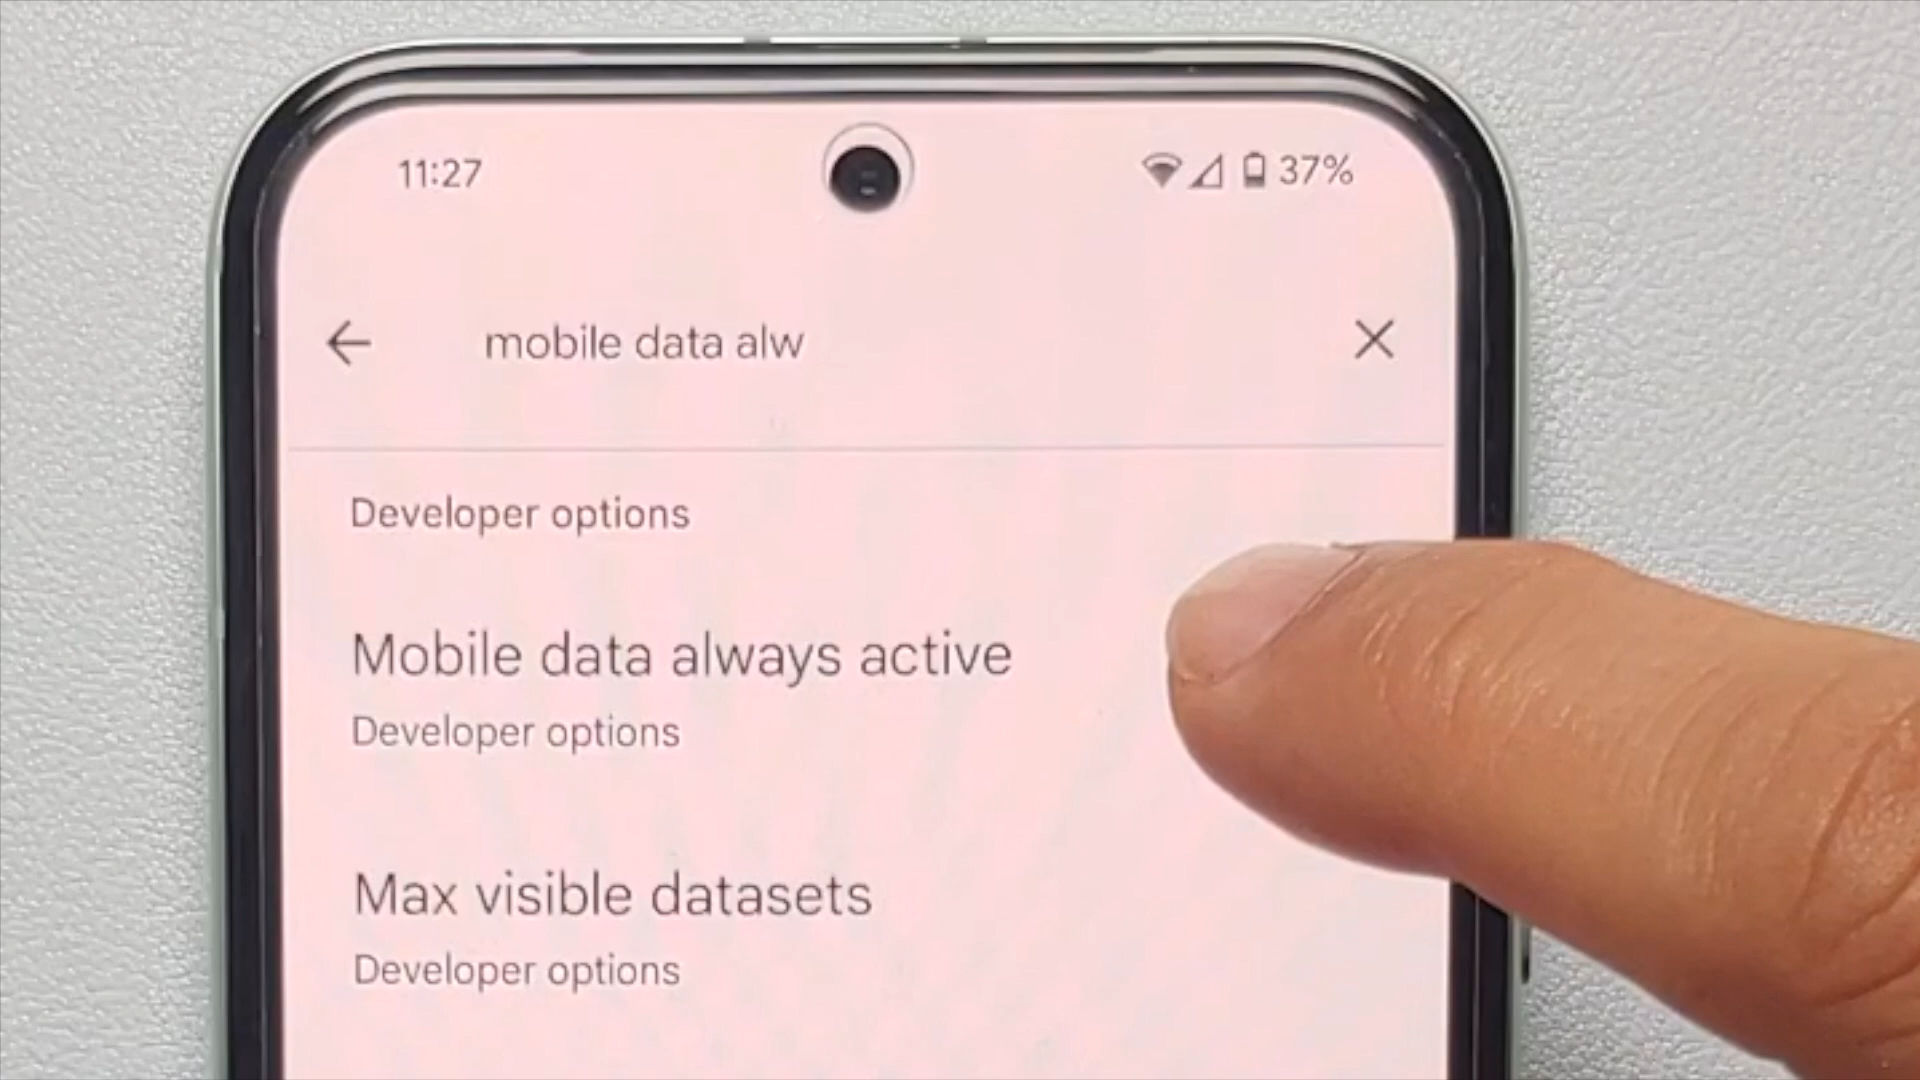 11:27
37%
mobile data alw
Developer options
Mobile data always active
Developer options
Max visible datasets
Developer options